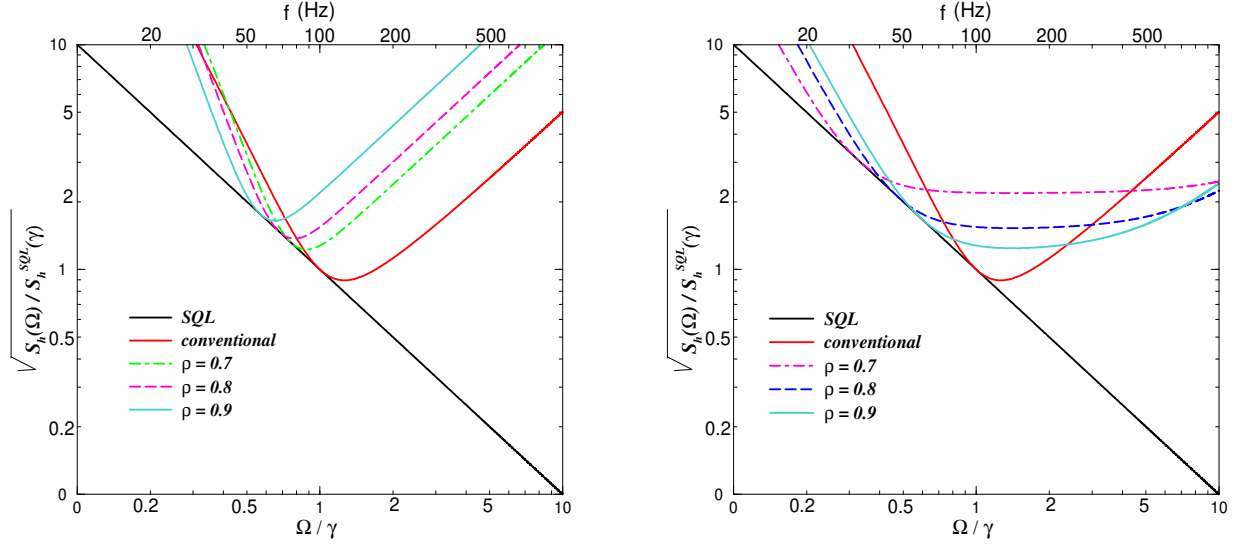 f (Hz)
20 50 100 200 500
10
5
2
1
0.5
0.2
0
√S_h(Ω) / S_h^SQL(γ)
SQL
conventional
ρ = 0.7
ρ = 0.8
ρ = 0.9
0 0.2 0.5 1 2 5 10
Ω / γ
f (Hz)
20 50 100 200 500
10
5
2
1
0.5
0.2
0
√S_h(Ω) / S_h^SQL(γ)
SQL
conventional
ρ = 0.7
ρ = 0.8
ρ = 0.9
0 0.2 0.5 1 2 5 10
Ω / γ